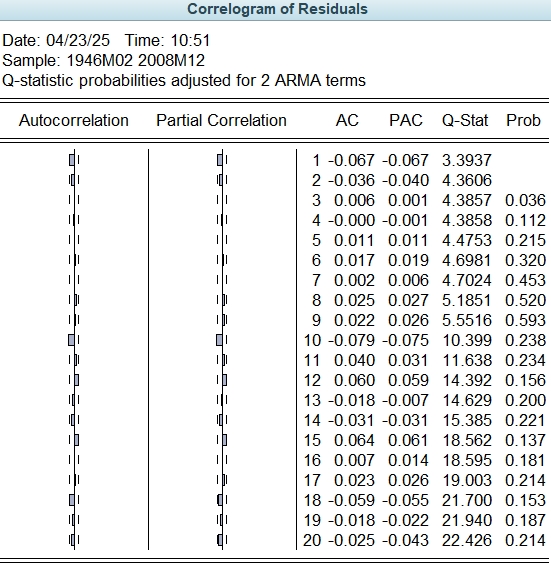 Correlogram of Residuals
Date: 04/23/25 Time: 10:51
Sample: 1946M02 2008M12
Q-statistic probabilities adjusted for 2 ARMA terms
Autocorrelation Partial Correlation AC PAC Q-Stat Prob
1 -0.067 -0.067 3.3937
2 -0.036 -0.040 4.3606
3 0.006 0.001 4.3857 0.036
4 -0.000 -0.001 4.3858 0.112
5 0.011 0.011 4.4753 0.215
6 0.017 0.019 4.6981 0.320
7 0.002 0.006 4.7024 0.453
8 0.025 0.027 5.1851 0.520
9 0.022 0.026 5.5516 0.593
10 -0.079 -0.075 10.399 0.238
11 0.040 0.031 11.638 0.234
12 0.060 0.059 14.392 0.156
13 -0.018 -0.007 14.629 0.200
14 -0.031 -0.031 15.385 0.221
15 0.064 0.061 18.562 0.137
16 0.007 0.014 18.595 0.181
17 0.023 0.026 19.003 0.214
18 -0.059 -0.055 21.700 0.153
19 -0.018 -0.022 21.940 0.187
20 -0.025 -0.043 22.426 0.214